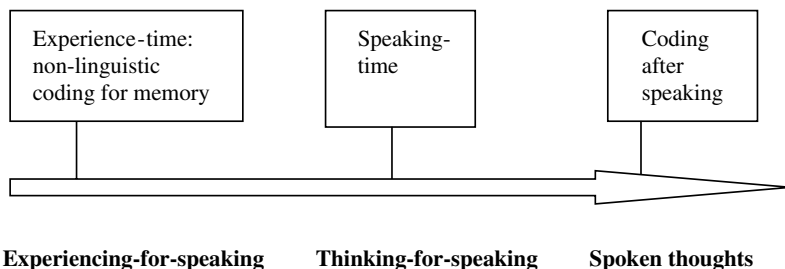 Experience-time:
non-linguistic
coding for memory
Speaking-
time
Coding
after
speaking
Experiencing-for-speaking
Thinking-for-speaking
Spoken thoughts